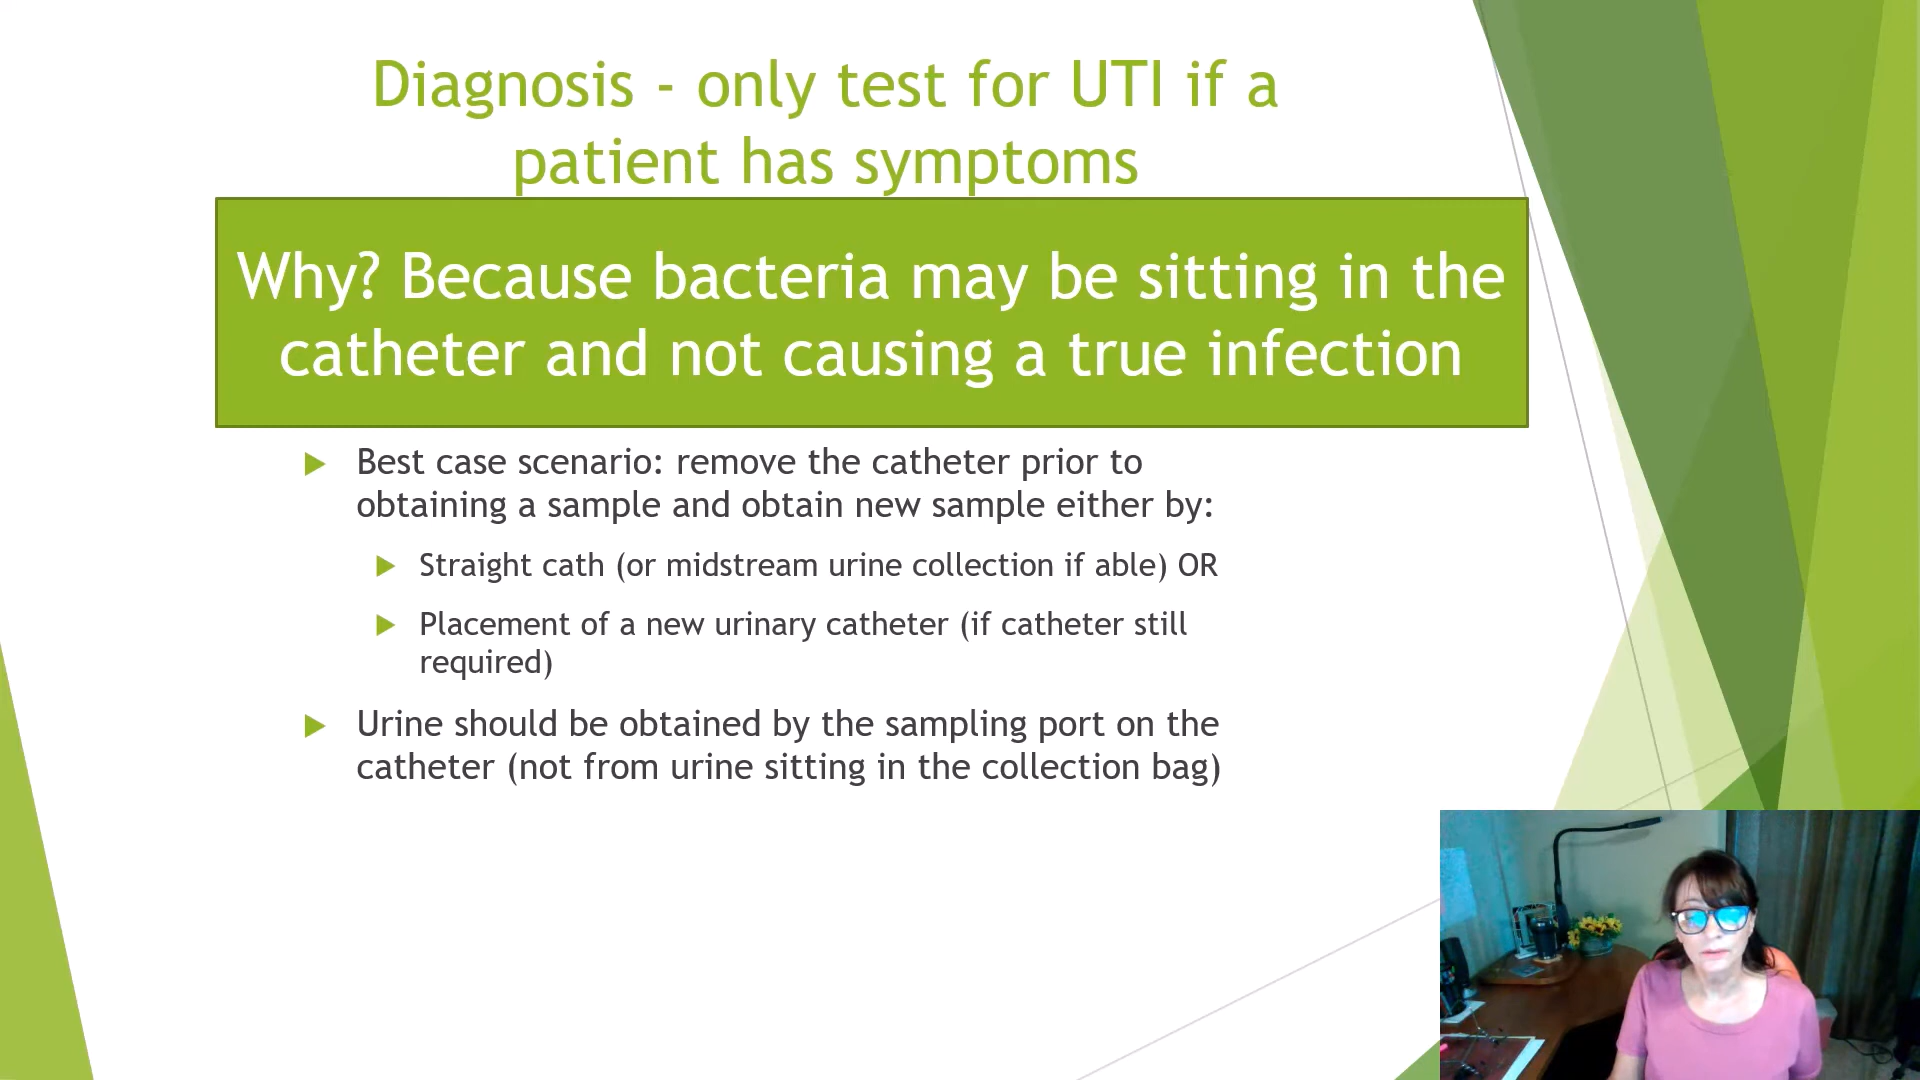 Diagnosis - only test for UTI if a
patient has symptoms
Why? Because bacteria may be sitting in the
catheter and not causing a true infection
Best case scenario: remove the catheter prior to
obtaining a sample and obtain new sample either by:
Straight cath (or midstream urine collection if able) OR
Placement of a new urinary catheter (if catheter still
required)
Urine should be obtained by the sampling port on the
catheter (not from urine sitting in the collection bag)